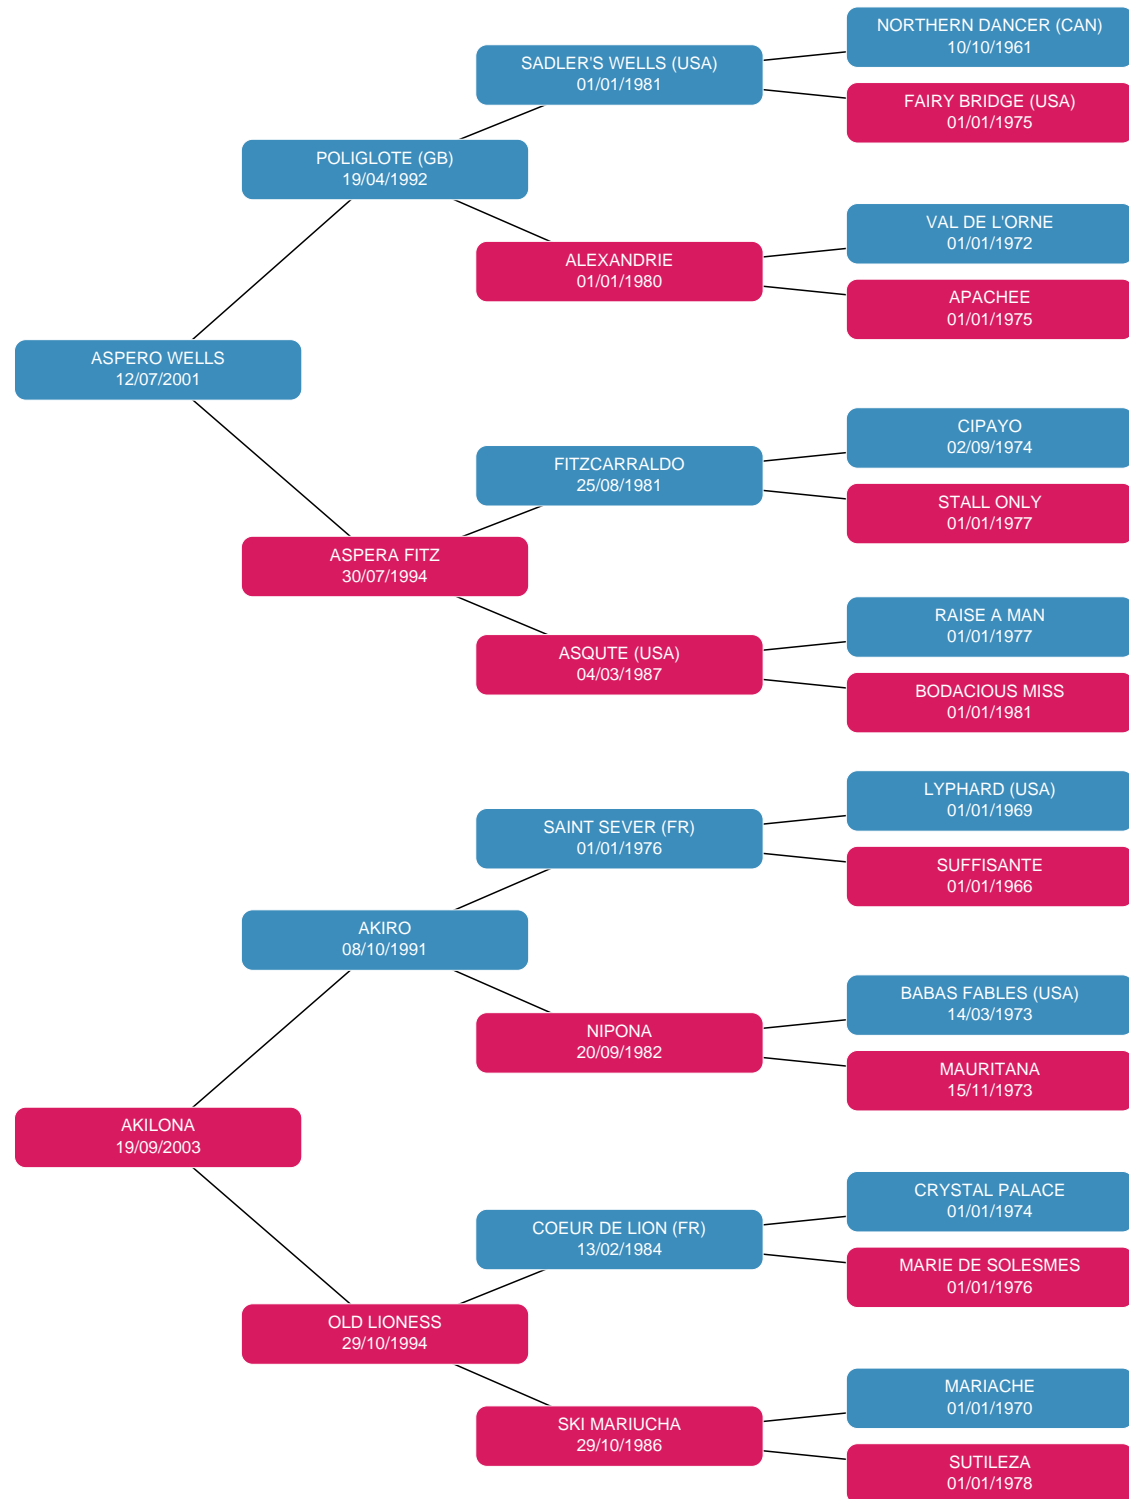 NORTHERN DANCER (CAN)
10/10/1961
SADLER'S WELLS (USA)
01/01/1981
FAIRY BRIDGE (USA)
01/01/1975
POLIGLOTE (GB)
19/04/1992
VAL DE L'ORNE
01/01/1972
ALEXANDRIE
01/01/1980
APACHEE
01/01/1975
ASPERO WELLS
12/07/2001
CIPAYO
02/09/1974
FITZCARRALDO
25/08/1981
STALL ONLY
01/01/1977
ASPERA FITZ
30/07/1994
RAISE A MAN
01/01/1977
ASQUTE (USA)
04/03/1987
BODACIOUS MISS
01/01/1981
LYPHARD (USA)
01/01/1969
SAINT SEVER (FR)
01/01/1976
SUFFISANTE
01/01/1966
AKIRO
08/10/1991
BABAS FABLES (USA)
14/03/1973
NIPONA
20/09/1982
MAURITANA
15/11/1973
AKILONA
19/09/2003
CRYSTAL PALACE
01/01/1974
COEUR DE LION (FR)
13/02/1984
MARIE DE SOLESMES
01/01/1976
OLD LIONESS
29/10/1994
MARIACHE
01/01/1970
SKI MARIUCHA
29/10/1986
SUTILEZA
01/01/1978